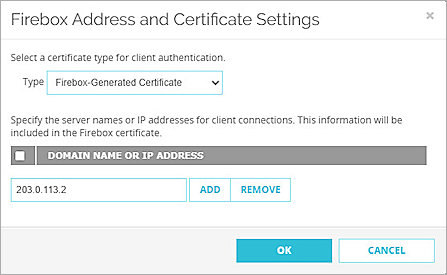 Firebox Address and Certificate Settings ×
Select a certificate type for client authentication.
Type Firebox-Generated Certificate
Specify the server names or IP addresses for client connections. This information will be
included in the Firebox certificate.
DOMAIN NAME OR IP ADDRESS
203.0.113.2 ADD REMOVE
OK CANCEL